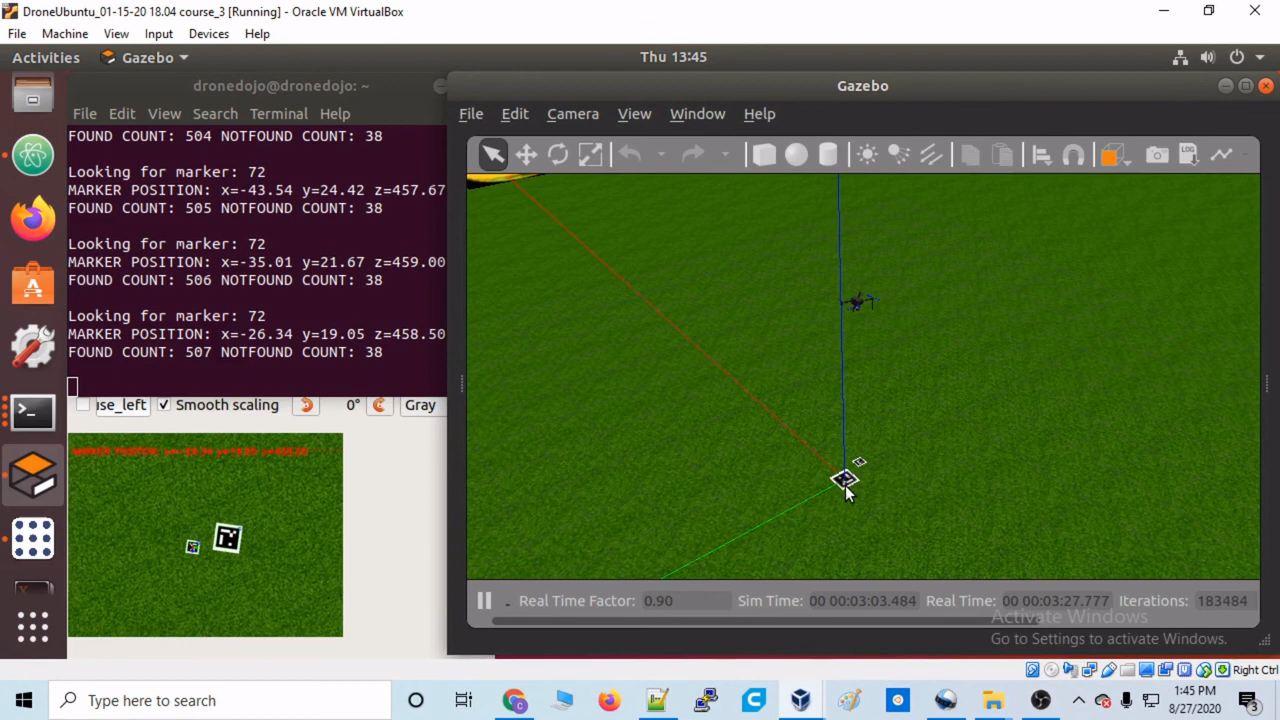 DroneUbuntu_01-15-20 18.04 course_3 [Running] - Oracle VM VirtualBox
File Machine View Input Devices Help
Activities Gazebo Thu 13:45
dronedojo@dronedojo: ~
File Edit View Search Terminal Help
FOUND COUNT: 504 NOTFOUND COUNT: 38
Looking for marker: 72
MARKER POSITION: x=-43.54 y=24.42 z=457.67
FOUND COUNT: 505 NOTFOUND COUNT: 38
Looking for marker: 72
MARKER POSITION: x=-35.01 y=21.67 z=459.00
FOUND COUNT: 506 NOTFOUND COUNT: 38
Looking for marker: 72
MARKER POSITION: x=-26.34 y=19.05 z=458.50
FOUND COUNT: 507 NOTFOUND COUNT: 38
use_left Smooth scaling 0° Gray
MARKER POSITION:
Gazebo
File Edit Camera View Window Help
LOG
Real Time Factor: 0.90 Sim Time: 00 00:03:03.484 Real Time: 00 00:03:27.777 Iterations: 183484
Activate Windows
Go to Settings to activate Windows.
Right Ctrl
Type here to search
1:45 PM
8/27/2020
3